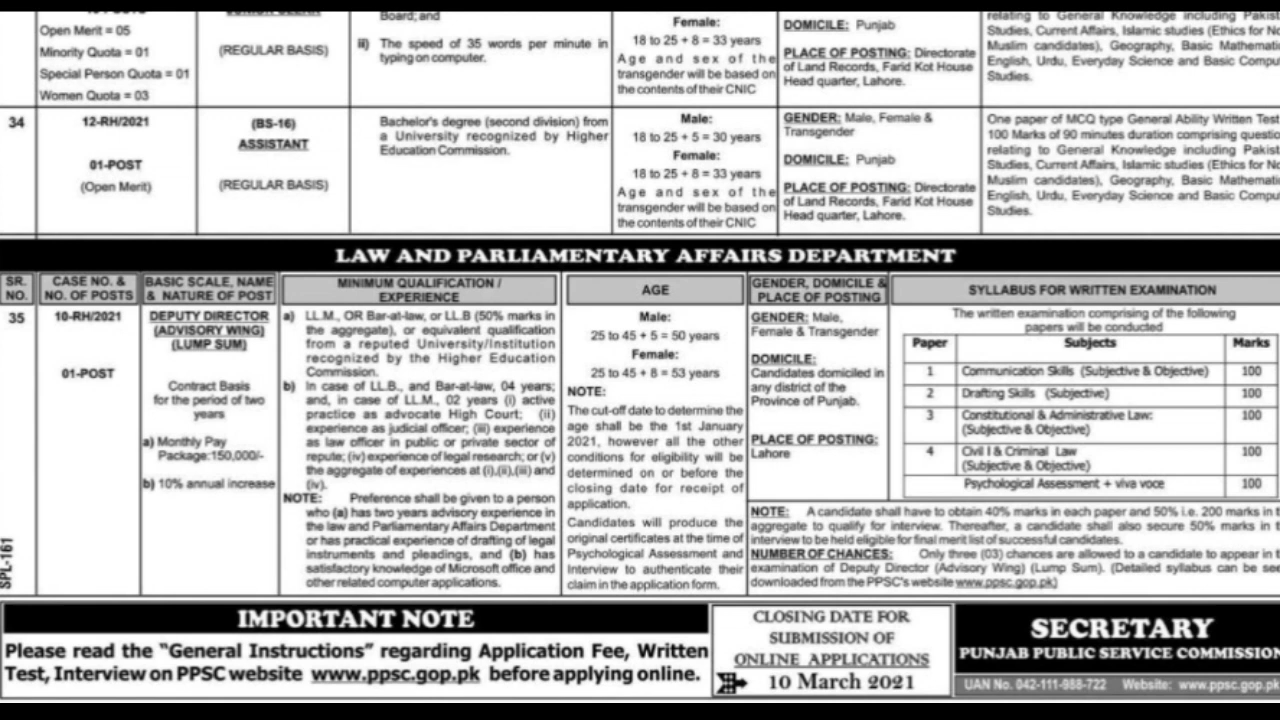 Board; and
Open Merit = 05
Minority Quota = 01
Special Person Quota = 01
Women Quota = 03
(REGULAR BASIS)
ii) The speed of 35 words per minute in
typing on computer.
Female:
18 to 25 + 8 = 33 years
Age and sex of the
transgender will be based on
the contents of their CNIC
DOMICILE: Punjab
PLACE OF POSTING: Directorate
of Land Records, Farid Kot House
Head quarter, Lahore.
relating to General Knowledge including Pakist
Studies, Current Affairs, Islamic studies (Ethics for No
Muslim candidates), Geography, Basic Mathematic
English, Urdu, Everyday Science and Basic Comput
Studies.
34
12-RH/2021
01-POST
(Open Merit)
(BS-16)
ASSISTANT
(REGULAR BASIS)
Bachelor's degree (second division) from
a University recognized by Higher
Education Commission.
Male:
18 to 25 + 5 = 30 years
Female:
18 to 25 + 8 = 33 years
Age and sex of the
transgender will be based on
the contents of their CNIC
GENDER: Male, Female &
Transgender
DOMICILE: Punjab
PLACE OF POSTING: Directorate
of Land Records, Farid Kot House
Head quarter, Lahore.
One paper of MCQ type General Ability Written Test
100 Marks of 90 minutes duration comprising questio
relating to General Knowledge including Pakist
Studies, Current Affairs, Islamic studies (Ethics for No
Muslim candidates), Geography, Basic Mathematic
English, Urdu, Everyday Science and Basic Comput
Studies.
LAW AND PARLIAMENTARY AFFAIRS DEPARTMENT
SR. NO.
CASE NO. & NO. OF POSTS
BASIC SCALE, NAME & NATURE OF POST
MINIMUM QUALIFICATION / EXPERIENCE
AGE
GENDER, DOMICILE & PLACE OF POSTING
SYLLABUS FOR WRITTEN EXAMINATION
35
10-RH/2021
01-POST
DEPUTY DIRECTOR
(ADVISORY WING)
(LUMP SUM)
Contract Basis
for the period of two
years
a) Monthly Pay
Package:150,000/-
b) 10% annual increase
a) LL.M., OR Bar-at-law, or LL.B (50% marks in
the aggregate), or equivalent qualification
from a reputed University/Institution
recognized by the Higher Education
Commission.
b) In case of LL.B., and Bar-at-law, 04 years;
and, in case of LL.M., 02 years (i) active
practice as advocate High Court; (ii)
experience as judicial officer; (iii) experience
as law officer in public or private sector of
repute; (iv) experience of legal research; or (v)
the aggregate of experiences at (i),(ii),(iii) and
(iv).
NOTE: Preference shall be given to a person
who (a) has two years advisory experience in
the law and Parliamentary Affairs Department
or has practical experience of drafting of legal
instruments and pleadings, and (b) has
satisfactory knowledge of Microsoft office and
other related computer applications.
Male:
25 to 45 + 5 = 50 years
Female:
25 to 45 + 8 = 53 years
NOTE:
The cut-off date to determine the
age shall be the 1st January
2021, however all the other
conditions for eligibility will be
determined on or before the
closing date for receipt of
application.
Candidates will produce the
original certificates at the time of
Psychological Assessment and
Interview to authenticate their
claim in the application form.
GENDER: Male,
Female & Transgender
DOMICILE:
Candidates domiciled in
any district of the
Province of Punjab.
PLACE OF POSTING:
Lahore
The written examination comprising of the following
papers will be conducted
Paper Subjects Marks
1 Communication Skills (Subjective & Objective) 100
2 Drafting Skills (Subjective) 100
3 Constitutional & Administrative Law: 100
(Subjective & Objective)
4 Civil I & Criminal Law 100
(Subjective & Objective)
Psychological Assessment + viva voce 100
NOTE: A candidate shall have to obtain 40% marks in each paper and 50% i.e. 200 marks in t
aggregate to qualify for interview. Thereafter, a candidate shall also secure 50% marks in t
interview to be held eligible for final merit list of successful candidates.
NUMBER OF CHANCES: Only three (03) chances are allowed to a candidate to appear in t
examination of Deputy Director (Advisory Wing) (Lump Sum). (Detailed syllabus can be see
downloaded from the PPSC's website www.ppsc.gop.pk)
SPL-161
IMPORTANT NOTE
Please read the "General Instructions" regarding Application Fee, Written
Test, Interview on PPSC website www.ppsc.gop.pk before applying online.
CLOSING DATE FOR
SUBMISSION OF
ONLINE APPLICATIONS
10 March 2021
SECRETARY
PUNJAB PUBLIC SERVICE COMMISSION
UAN No. 042-111-988-722 Website: www.ppsc.gop.pk